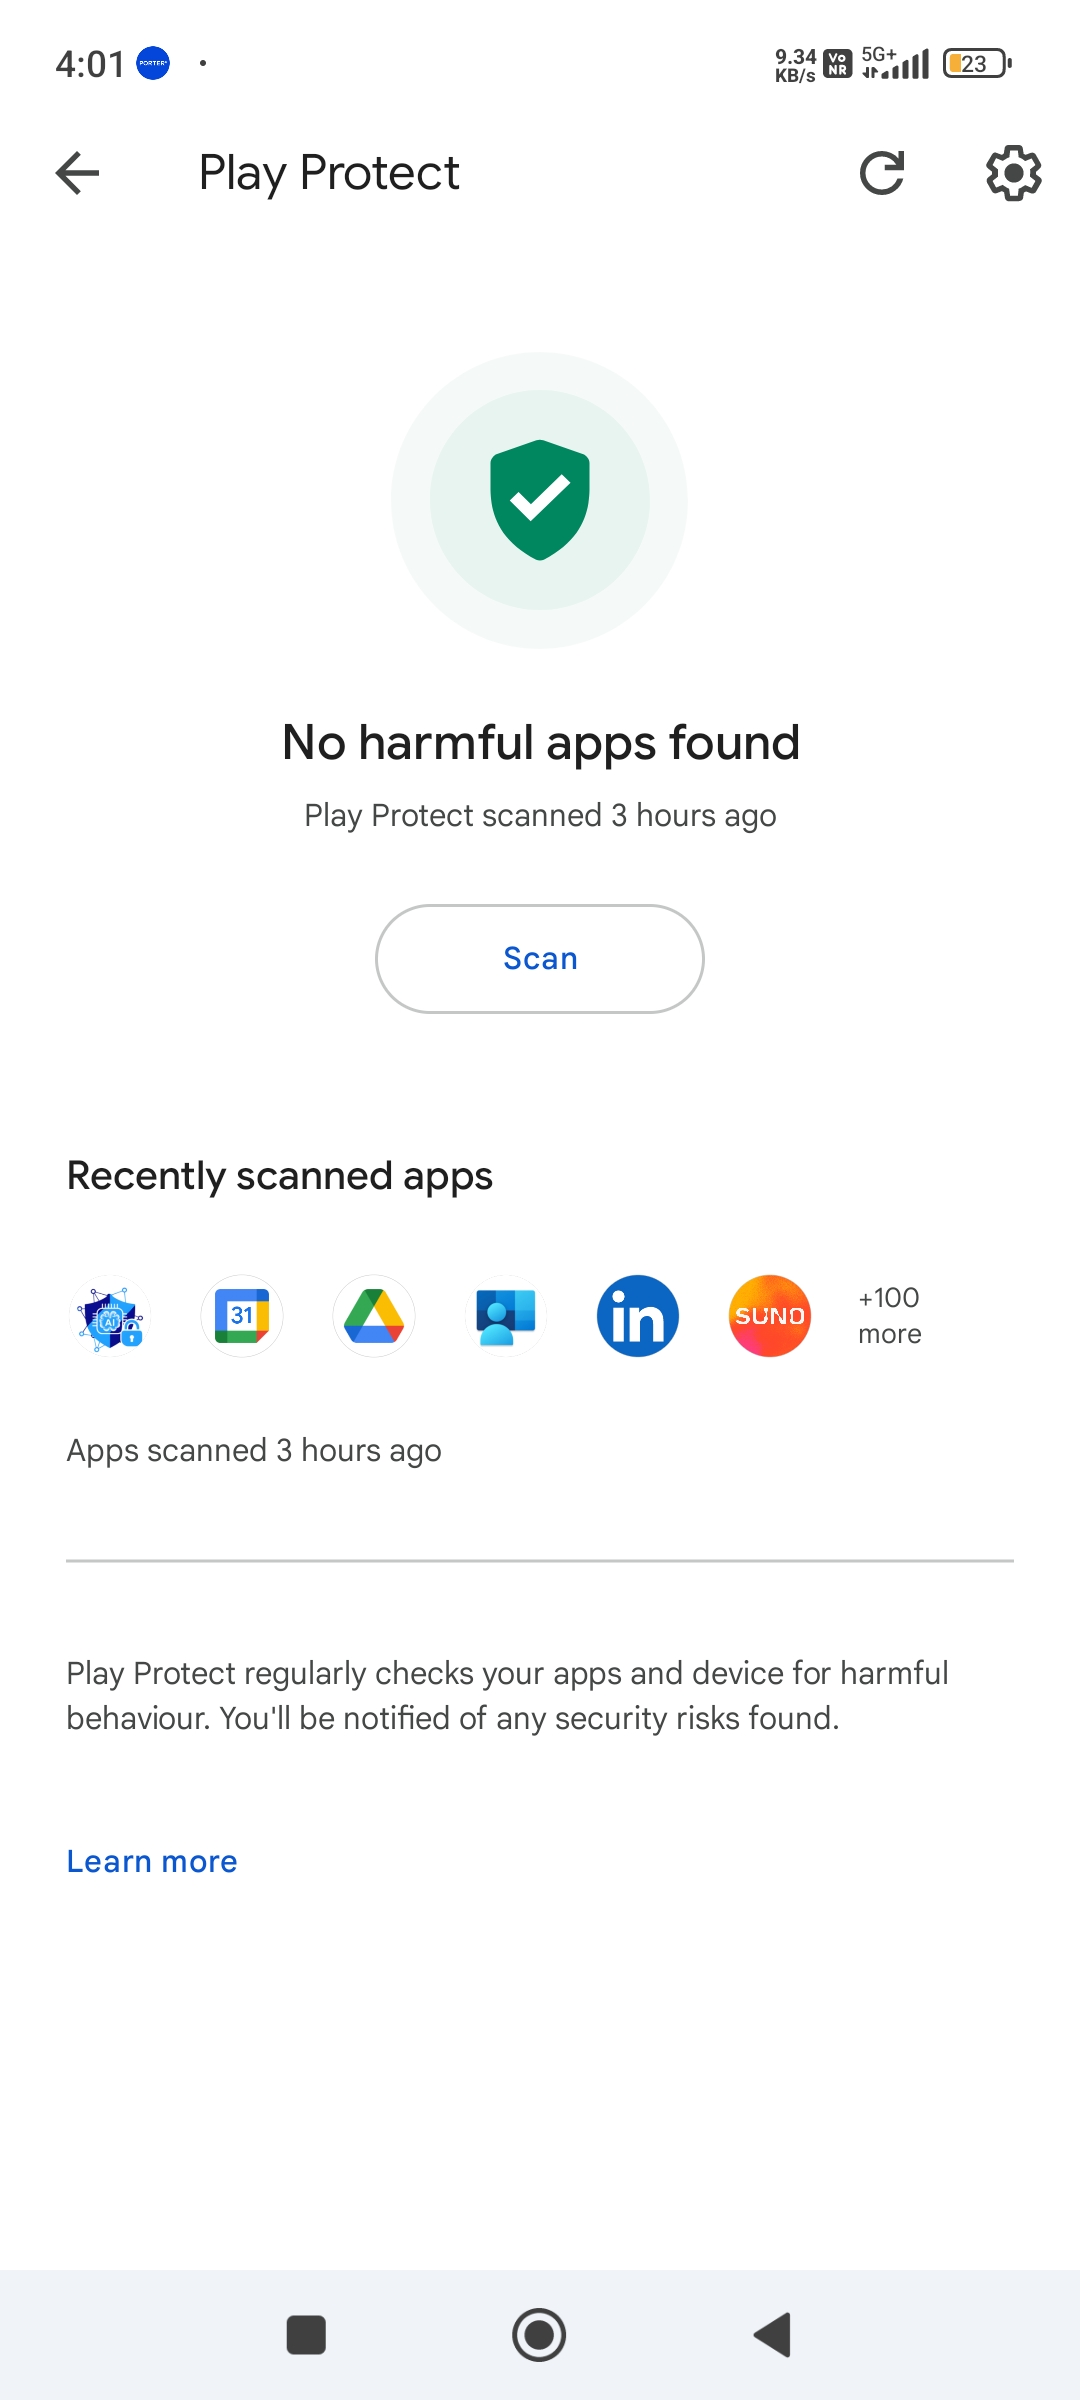 4:01 PORTER
9.34 KB/s Vo NR 5G+ 23
Play Protect
No harmful apps found
Play Protect scanned 3 hours ago
Scan
Recently scanned apps
AI 31 in SUNO +100
more
Apps scanned 3 hours ago
Play Protect regularly checks your apps and device for harmful
behaviour. You'll be notified of any security risks found.
Learn more